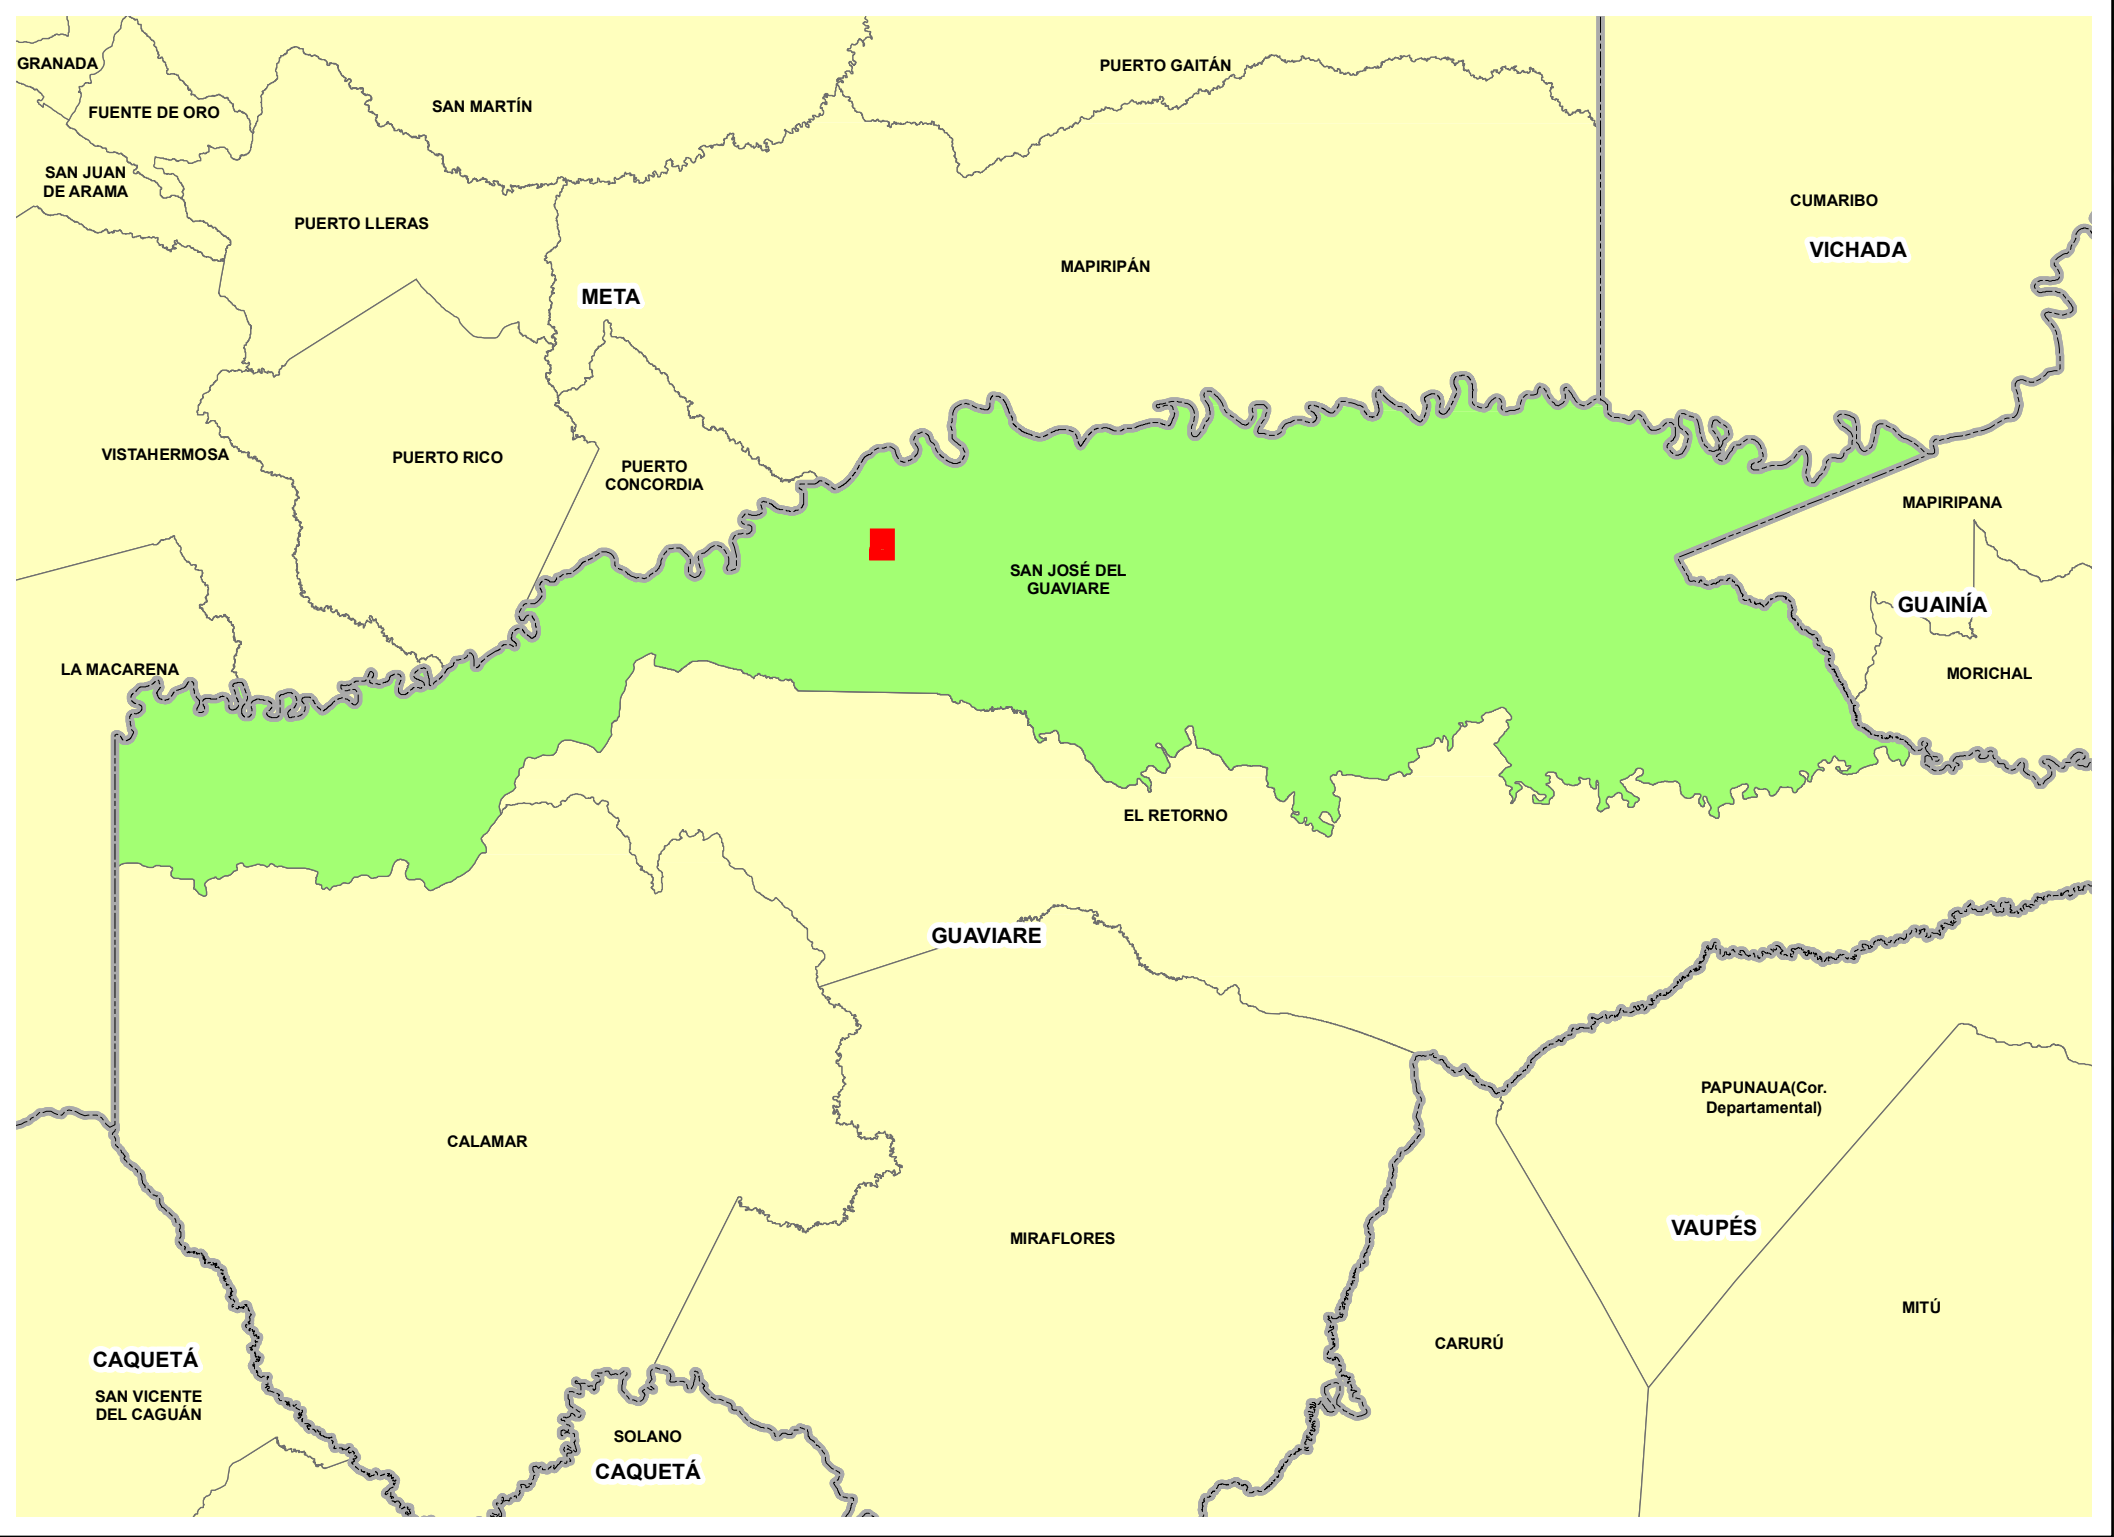 GRANADA
PUERTO GAITÁN
SAN MARTÍN
FUENTE DE ORO
SAN JUAN
DE ARAMA
CUMARIBO
PUERTO LLERAS
VICHADA
MAPIRIPÁN
META
VISTAHERMOSA
PUERTO RICO
PUERTO
CONCORDIA
MAPIRIPANA
SAN JOSÉ DEL
GUAVIARE
GUAINÍA
LA MACARENA
MORICHAL
EL RETORNO
GUAVIARE
PAPUNAUA(Cor.
Departamental)
CALAMAR
VAUPÉS
MIRAFLORES
MITÚ
CARURÚ
CAQUETÁ
SAN VICENTE
DEL CAGUÁN
SOLANO
CAQUETÁ